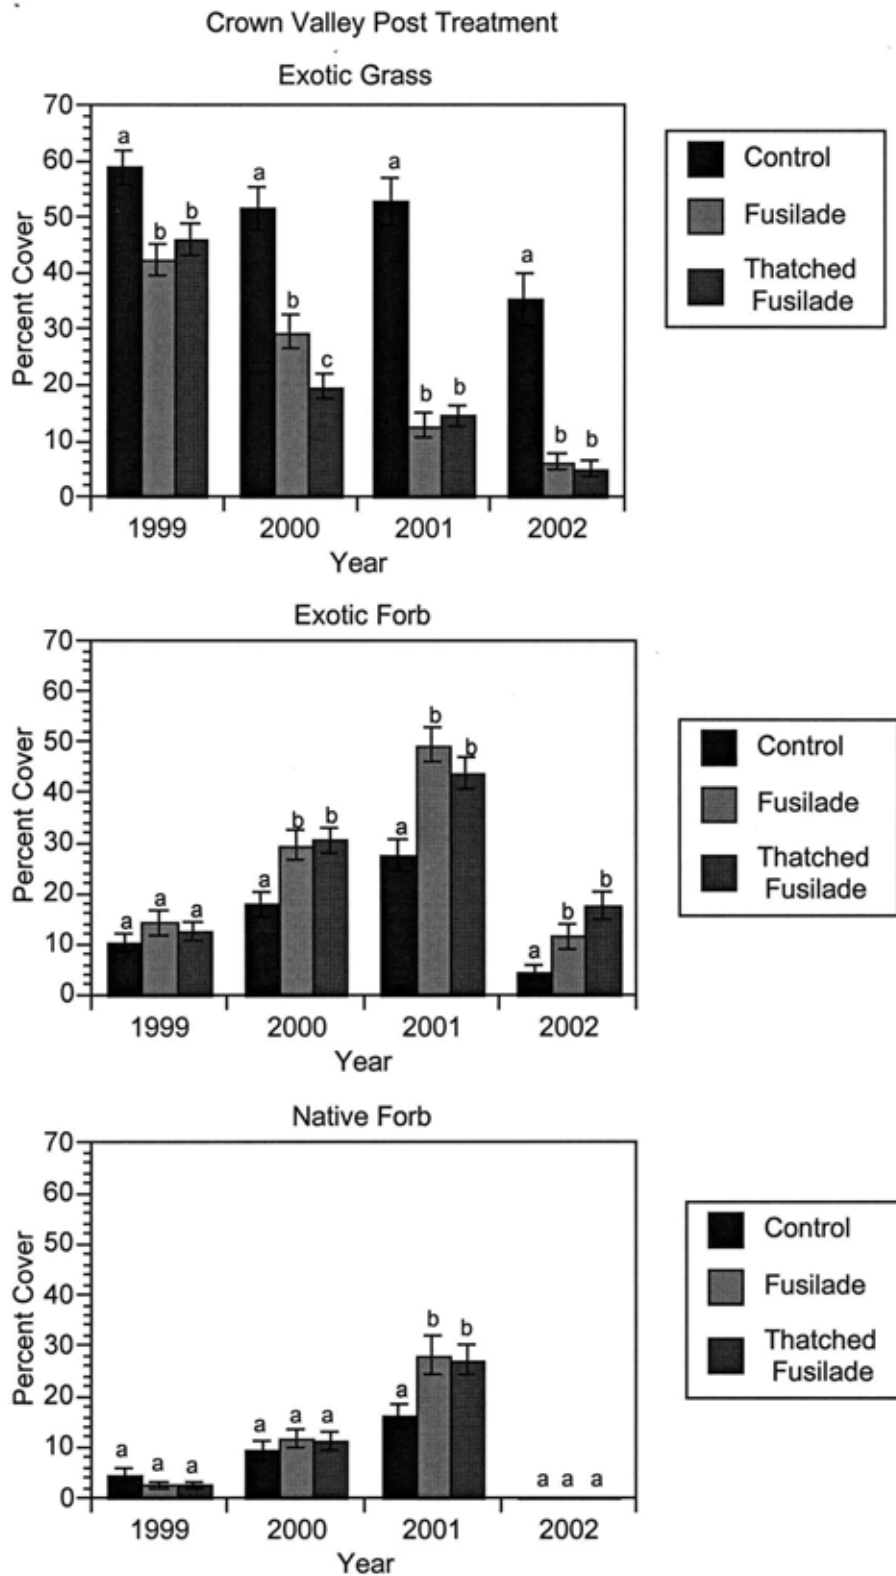 Crown Valley Post Treatment
Exotic Grass
70
60
50
40
30
20
10
0
Percent Cover
a
b
b
a
b
c
a
b
b
a
b
b
1999
2000
2001
2002
Year
Control
Fusilade
Thatched
Fusilade
Exotic Forb
70
60
50
40
30
20
10
0
Percent Cover
a
a
a
a
b
b
a
b
b
a
b
b
1999
2000
2001
2002
Year
Control
Fusilade
Thatched
Fusilade
Native Forb
70
60
50
40
30
20
10
0
Percent Cover
a
a
a
a
a
a
a
b
b
a
a
a
1999
2000
2001
2002
Year
Control
Fusilade
Thatched
Fusilade